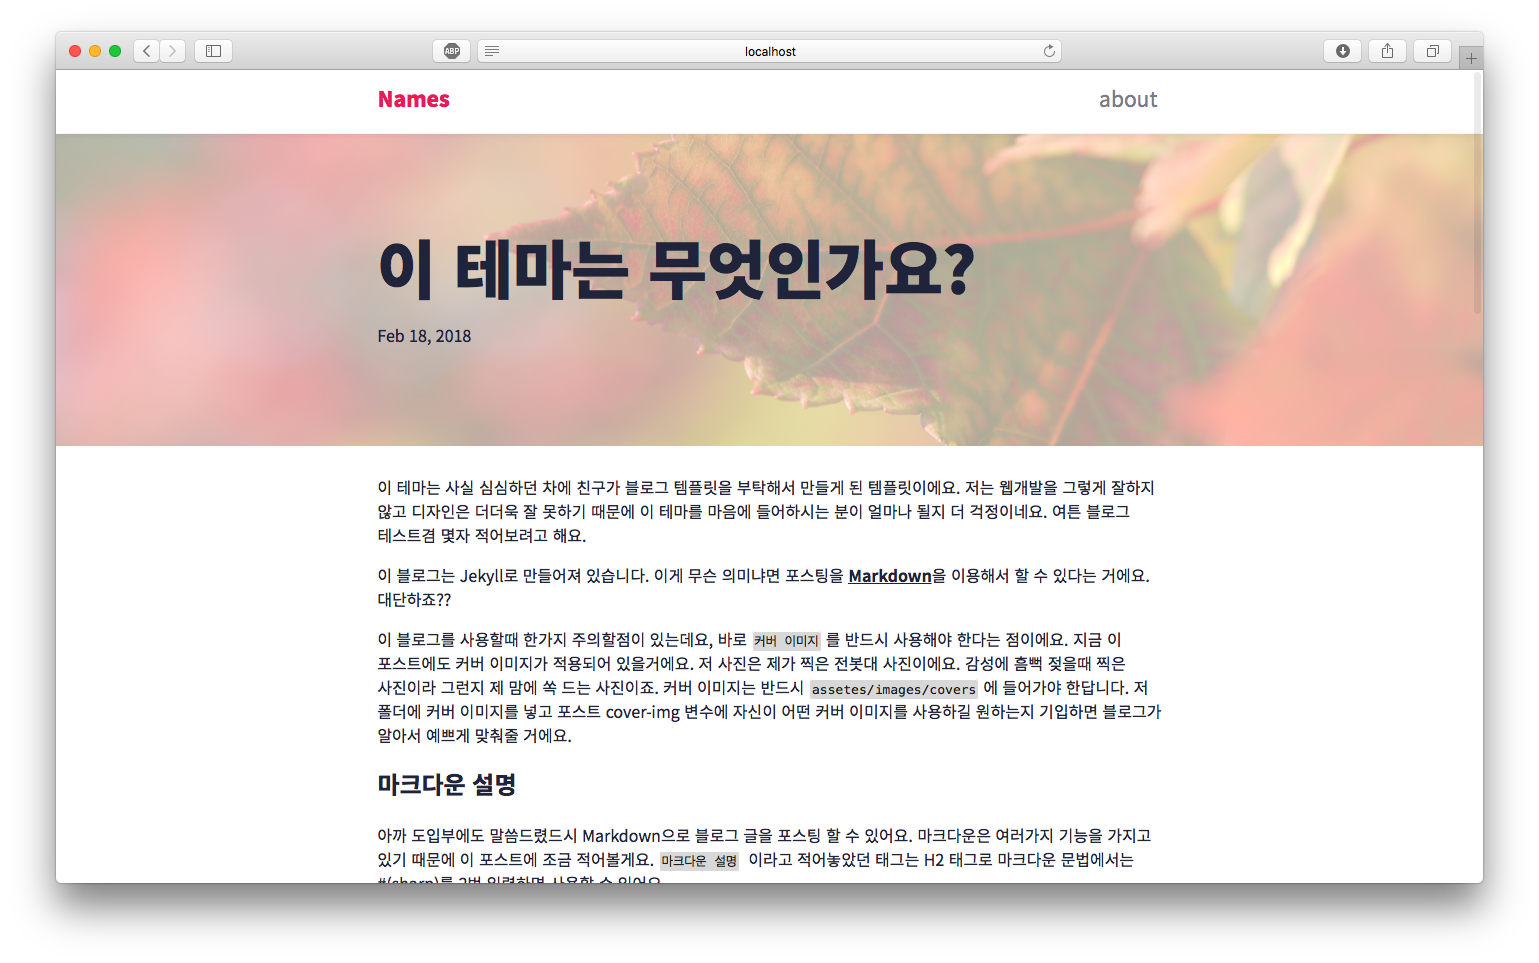 ABP
localhost
Names
about
이 테마는 무엇인가요?
Feb 18, 2018
이 테마는 사실 심심하던 차에 친구가 블로그 템플릿을 부탁해서 만들게 된 템플릿이에요. 저는 웹개발을 그렇게 잘하지
않고 디자인은 더더욱 잘 못하기 때문에 이 테마를 마음에 들어하시는 분이 얼마나 될지 더 걱정이네요. 여튼 블로그
테스트겸 몇자 적어보려고 해요.
이 블로그는 Jekyll로 만들어져 있습니다. 이게 무슨 의미냐면 포스팅을 Markdown을 이용해서 할 수 있다는 거에요.
대단하죠??
이 블로그를 사용할때 한가지 주의할점이 있는데요, 바로 커버 이미지 를 반드시 사용해야 한다는 점이에요. 지금 이
포스트에도 커버 이미지가 적용되어 있을거에요. 저 사진은 제가 찍은 전봇대 사진이에요. 감성에 흠뻑 젖을때 찍은
사진이라 그런지 제 맘에 쏙 드는 사진이죠. 커버 이미지는 반드시 assetes/images/covers 에 들어가야 한답니다. 저
폴더에 커버 이미지를 넣고 포스트 cover-img 변수에 자신이 어떤 커버 이미지를 사용하길 원하는지 기입하면 블로그가
알아서 예쁘게 맞춰줄 거에요.
마크다운 설명
아까 도입부에도 말씀드렸드시 Markdown으로 블로그 글을 포스팅 할 수 있어요. 마크다운은 여러가지 기능을 가지고
있기 때문에 이 포스트에 조금 적어볼게요. 마크다운 설명 이라고 적어놓았던 태그는 H2 태그로 마크다운 문법에서는
#(sharp)를 2번 입력하면 사용할 수 있어요